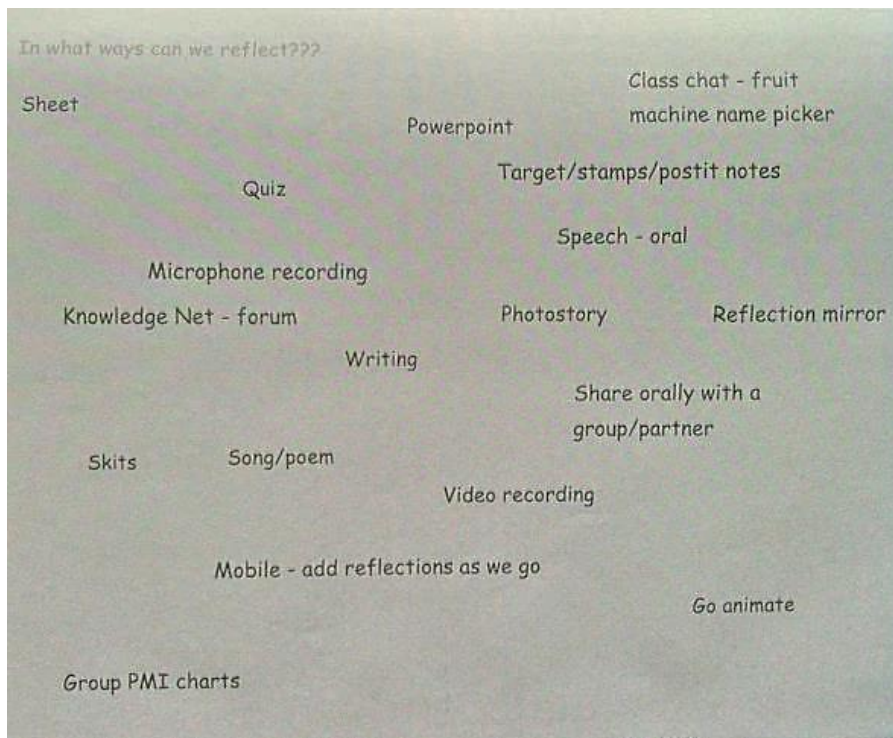 In what ways can we reflect???
Sheet
Class chat - fruit
machine name picker
Powerpoint
Target/stamps/postit notes
Quiz
Speech - oral
Microphone recording
Knowledge Net - forum
Photostory
Reflection mirror
Writing
Share orally with a
group/partner
Skits
Song/poem
Video recording
Mobile - add reflections as we go
Go animate
Group PMI charts